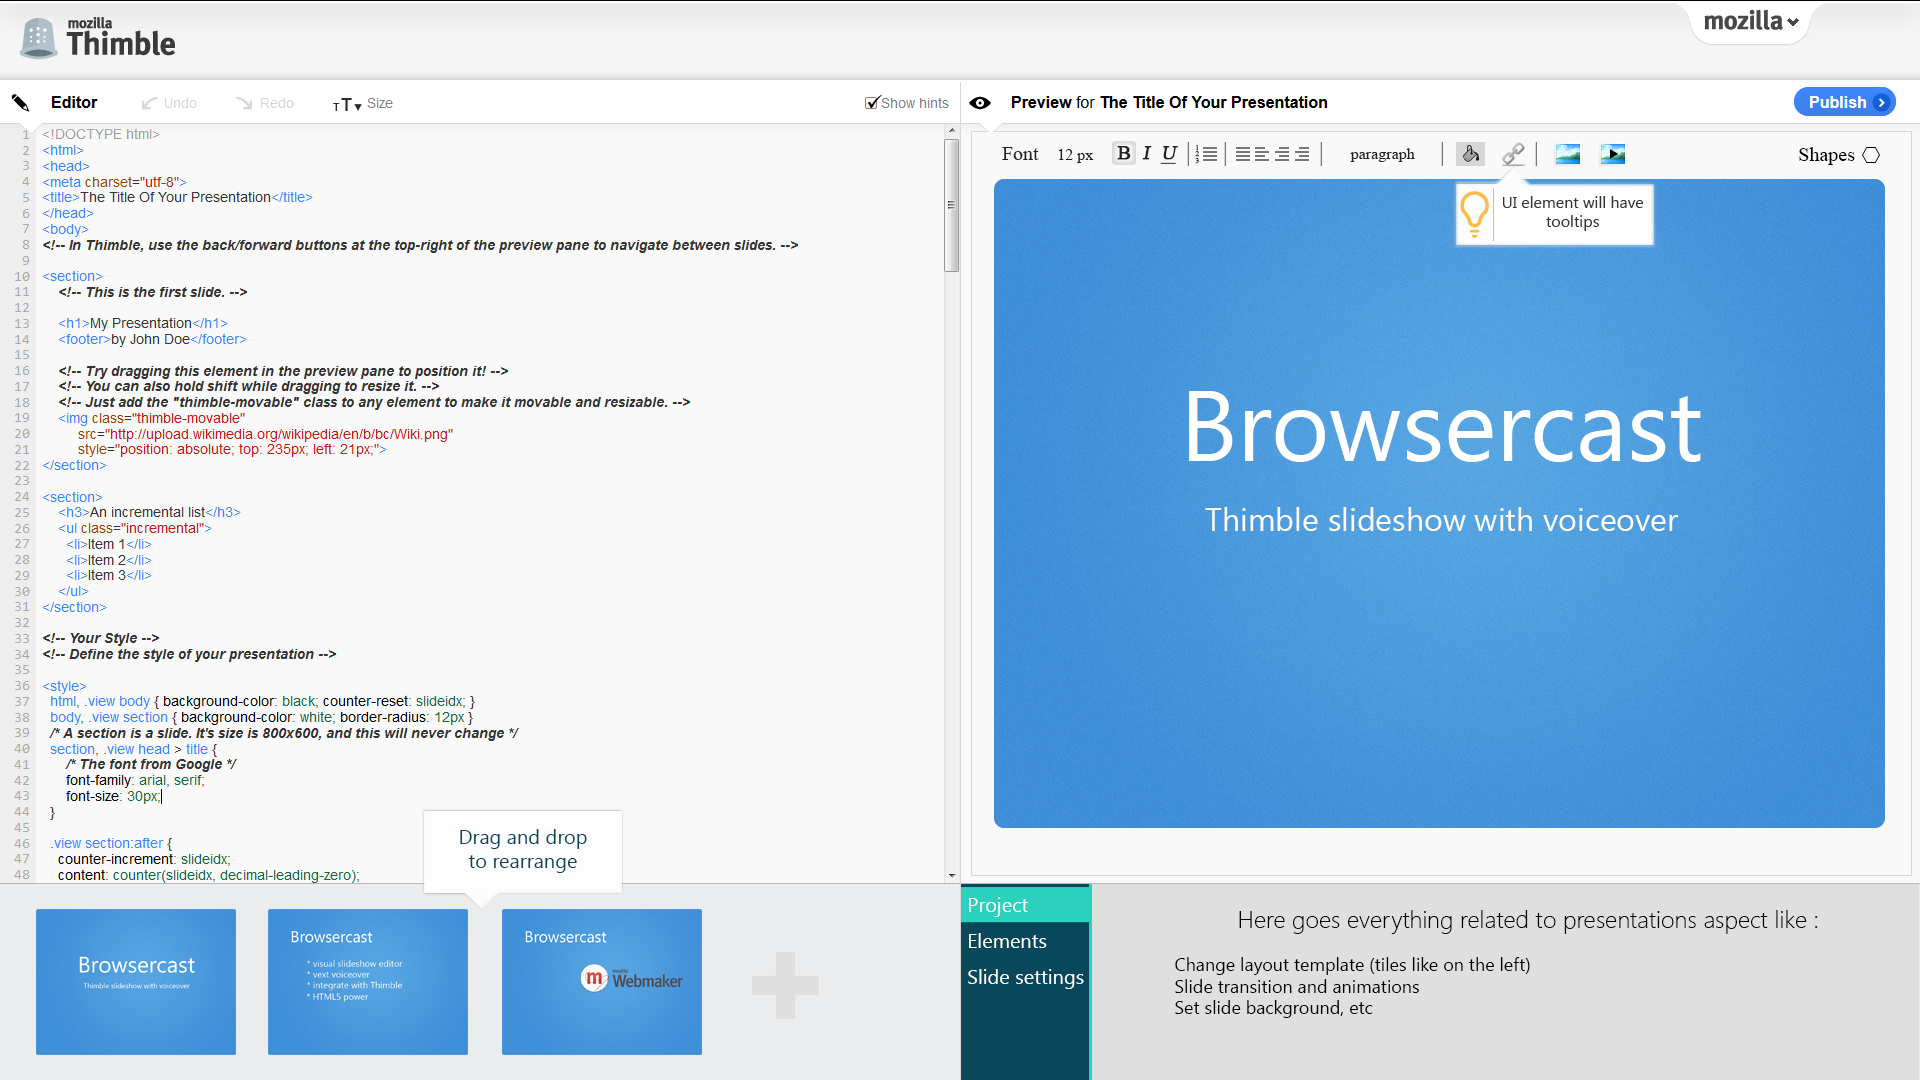 mozilla
Thimble
mozilla
Editor
Undo
Redo
TT Size
Show hints
Preview for The Title Of Your Presentation
Publish
1 <!DOCTYPE html>
2 <html>
3 <head>
4 <meta charset="utf-8">
5 <title>The Title Of Your Presentation</title>
6 </head>
7 <body>
8 <!-- In Thimble, use the back/forward buttons at the top-right of the preview pane to navigate between slides. -->
9
10 <section>
11 <!-- This is the first slide. -->
12
13 <h1>My Presentation</h1>
14 <footer>by John Doe</footer>
15
16 <!-- Try dragging this element in the preview pane to position it! -->
17 <!-- You can also hold shift while dragging to resize it. -->
18 <!-- Just add the "thimble-movable" class to any element to make it movable and resizable. -->
19 <img class="thimble-movable"
20 src="http://upload.wikimedia.org/wikipedia/en/b/bc/Wiki.png"
21 style="position: absolute; top: 235px; left: 21px;">
22 </section>
23
24 <section>
25 <h3>An incremental list</h3>
26 <ul class="incremental">
27 <li>Item 1</li>
28 <li>Item 2</li>
29 <li>Item 3</li>
30 </ul>
31 </section>
32
33 <!-- Your Style -->
34 <!-- Define the style of your presentation -->
35
36 <style>
37 html, .view body { background-color: black; counter-reset: slideidx; }
38 body, .view section { background-color: white; border-radius: 12px }
39 /* A section is a slide. It's size is 800x600, and this will never change */
40 section, .view head > title {
41 /* The font from Google */
42 font-family: arial, serif;
43 font-size: 30px;
44 }
45
46 .view section:after {
47 counter-increment: slideidx;
48 content: counter(slideidx, decimal-leading-zero);
Font 12 px B I U paragraph Shapes
UI element will have
tooltips
Browsercast
Thimble slideshow with voiceover
Drag and drop
to rearrange
Browsercast
Thimble slideshow with voiceover
Browsercast
* visual slideshow editor
* vext voiceover
* integrate with Thimble
* HTML5 power
Browsercast
m
mozilla
Webmaker
Project
Elements
Slide settings
Here goes everything related to presentations aspect like :
Change layout template (tiles like on the left)
Slide transition and animations
Set slide background, etc